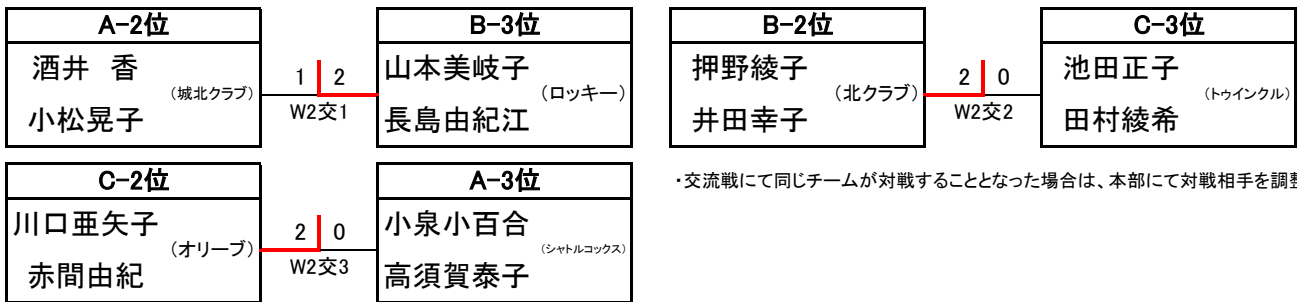 A-2位
酒井 香
小松晃子
(城北クラブ)
1 2
W2交1
B-3位
山本美岐子
長島由紀江
(ロッキー)
B-2位
押野綾子
井田幸子
(北クラブ)
2 0
W2交2
C-3位
池田正子
田村綾希
(トゥインクル)
C-2位
川口亜矢子
赤間由紀
(オリーブ)
2 0
W2交3
A-3位
小泉小百合
高須賀泰子
(シャトルコックス)
・交流戦にて同じチームが対戦することとなった場合は、本部にて対戦相手を調